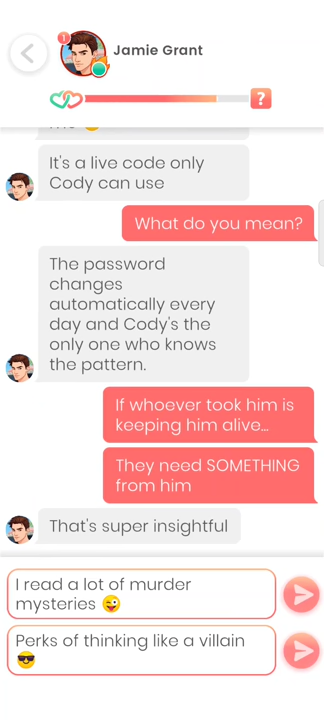 1
Jamie Grant
?
It's a live code only
Cody can use
What do you mean?
The password
changes
automatically every
day and Cody's the
only one who knows
the pattern.
If whoever took him is
keeping him alive...
They need SOMETHING
from him
That's super insightful
I read a lot of murder
mysteries 😜
Perks of thinking like a villain
😎